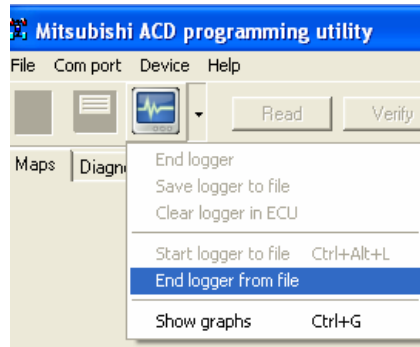 Mitsubishi ACD programming utility
File Com port Device Help
Read Verify
Maps
End logger
Save logger to file
Clear logger in ECU
Start logger to file Ctrl+Alt+L
End logger from file
Show graphs Ctrl+G